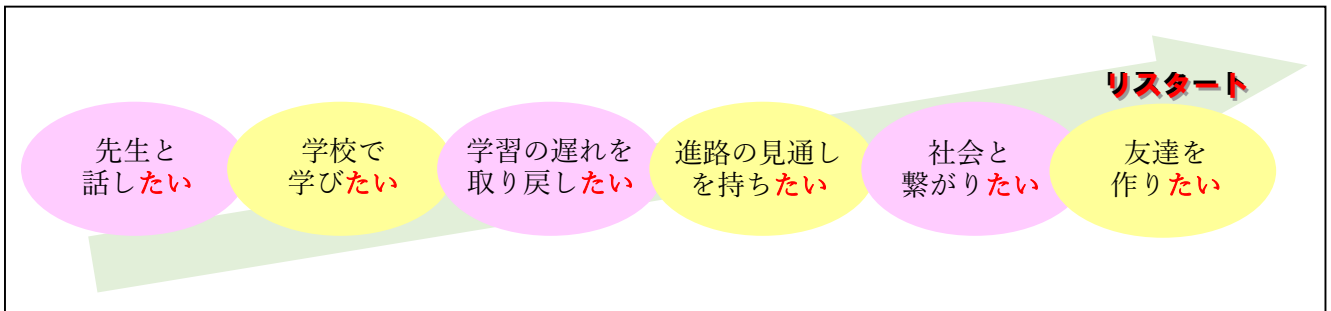 リスタート
先生と
話したい
学校で
学びたい
学習の遅れを
取り戻したい
進路の見通し
を持ちたい
社会と
繋がりたい
友達を
作りたい